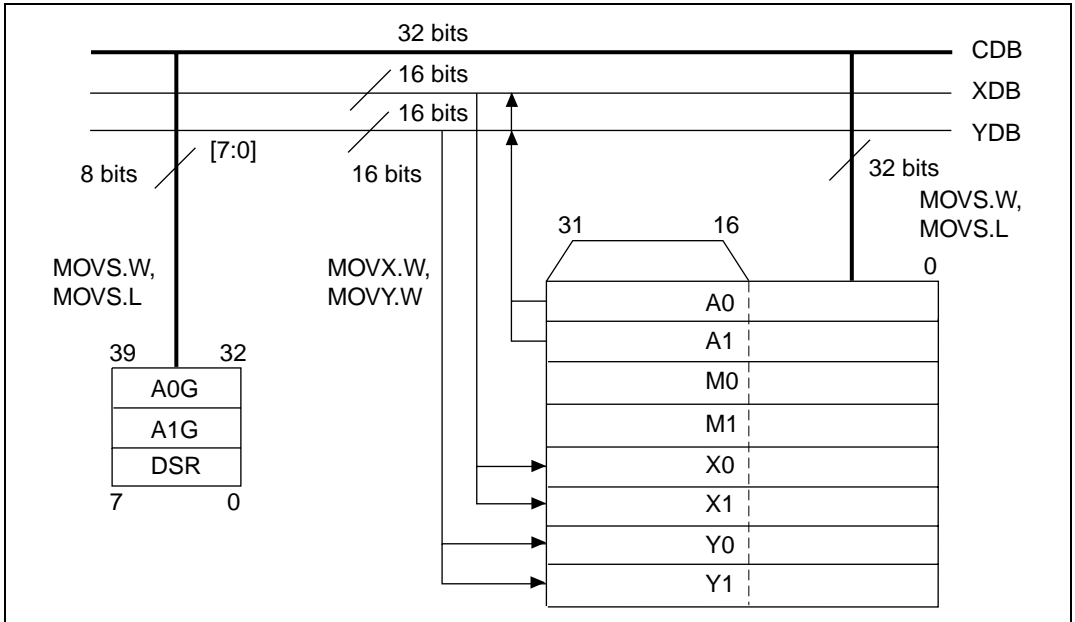 32 bits
CDB
16 bits
XDB
16 bits
YDB
[7:0]
8 bits
16 bits
32 bits
MOVS.W,
MOVS.L
31 16
0
MOVS.W,
MOVS.L
MOVX.W,
MOVY.W
A0
A1
M0
M1
X0
X1
Y0
Y1
39 32
A0G
A1G
DSR
7 0